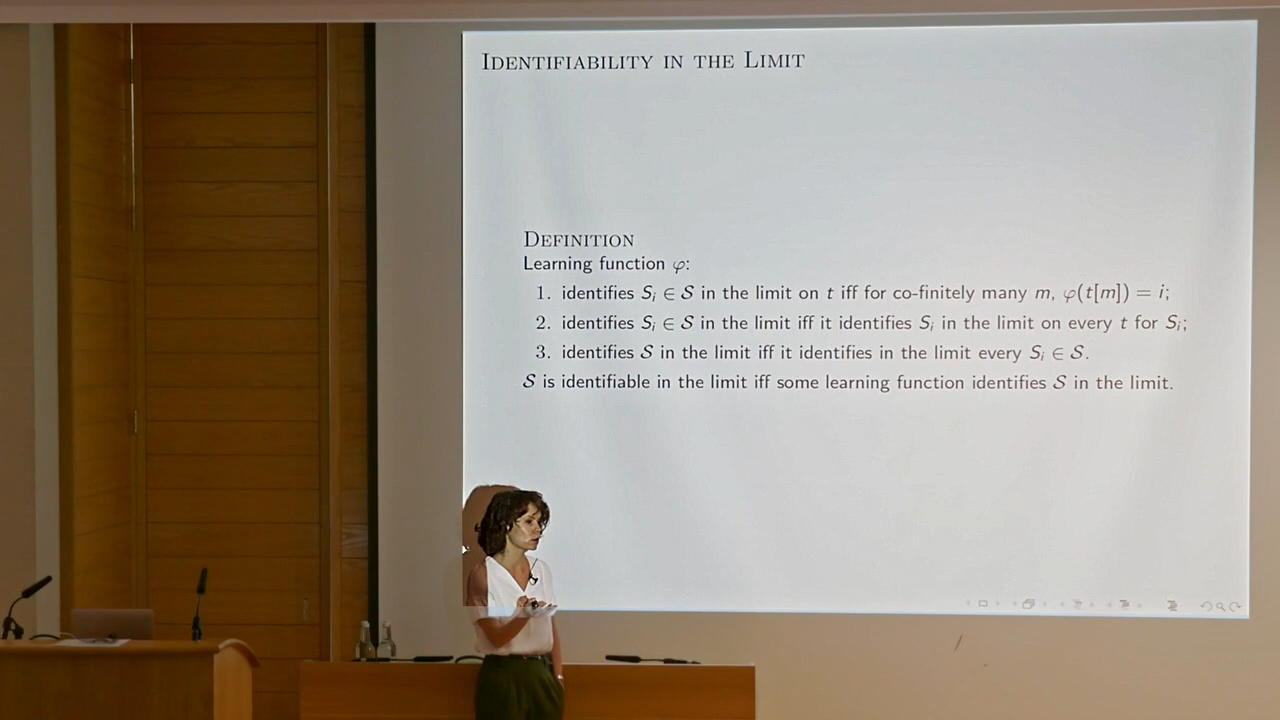 IDENTIFIABILITY IN THE LIMIT
DEFINITION
Learning function φ:
1. identifies Sᵢ ∈ 𝒮 in the limit on t iff for co-finitely many m, φ(t[m]) = i;
2. identifies Sᵢ ∈ 𝒮 in the limit iff it identifies Sᵢ in the limit on every t for Sᵢ;
3. identifies 𝒮 in the limit iff it identifies in the limit every Sᵢ ∈ 𝒮.
𝒮 is identifiable in the limit iff some learning function identifies 𝒮 in the limit.